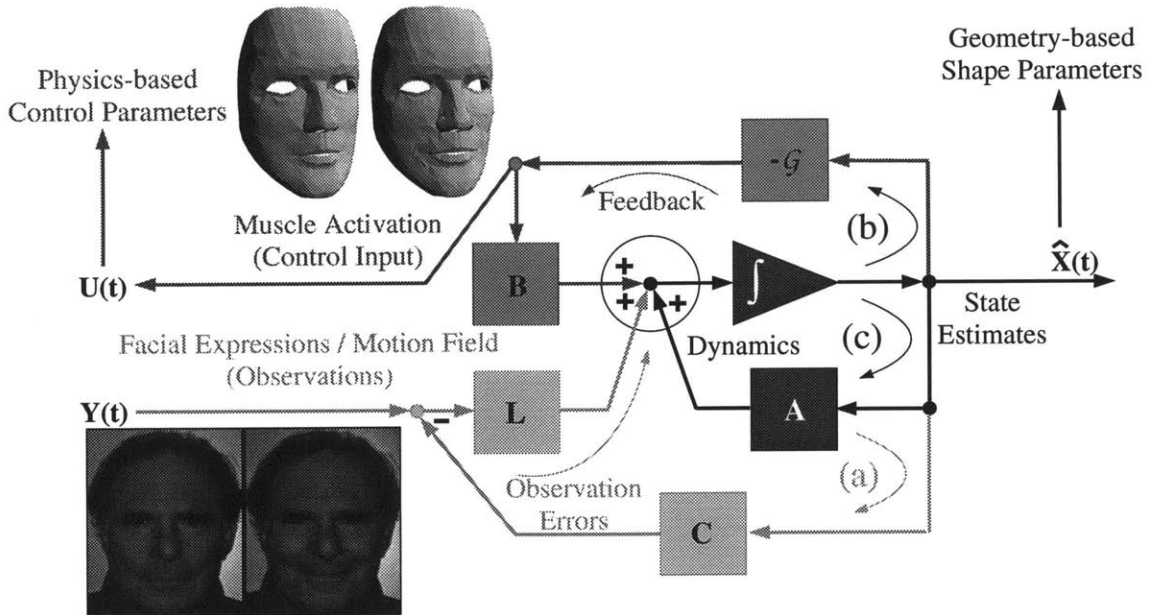 Geometry-based
Shape Parameters
Physics-based
Control Parameters
-G
Feedback
(b)
Muscle Activation
(Control Input)
U(t)
B
+
+
+
∫
X̂(t)
State
Estimates
(c)
Dynamics
Facial Expressions / Motion Field
(Observations)
Y(t)
-
L
A
(a)
Observation
Errors
C